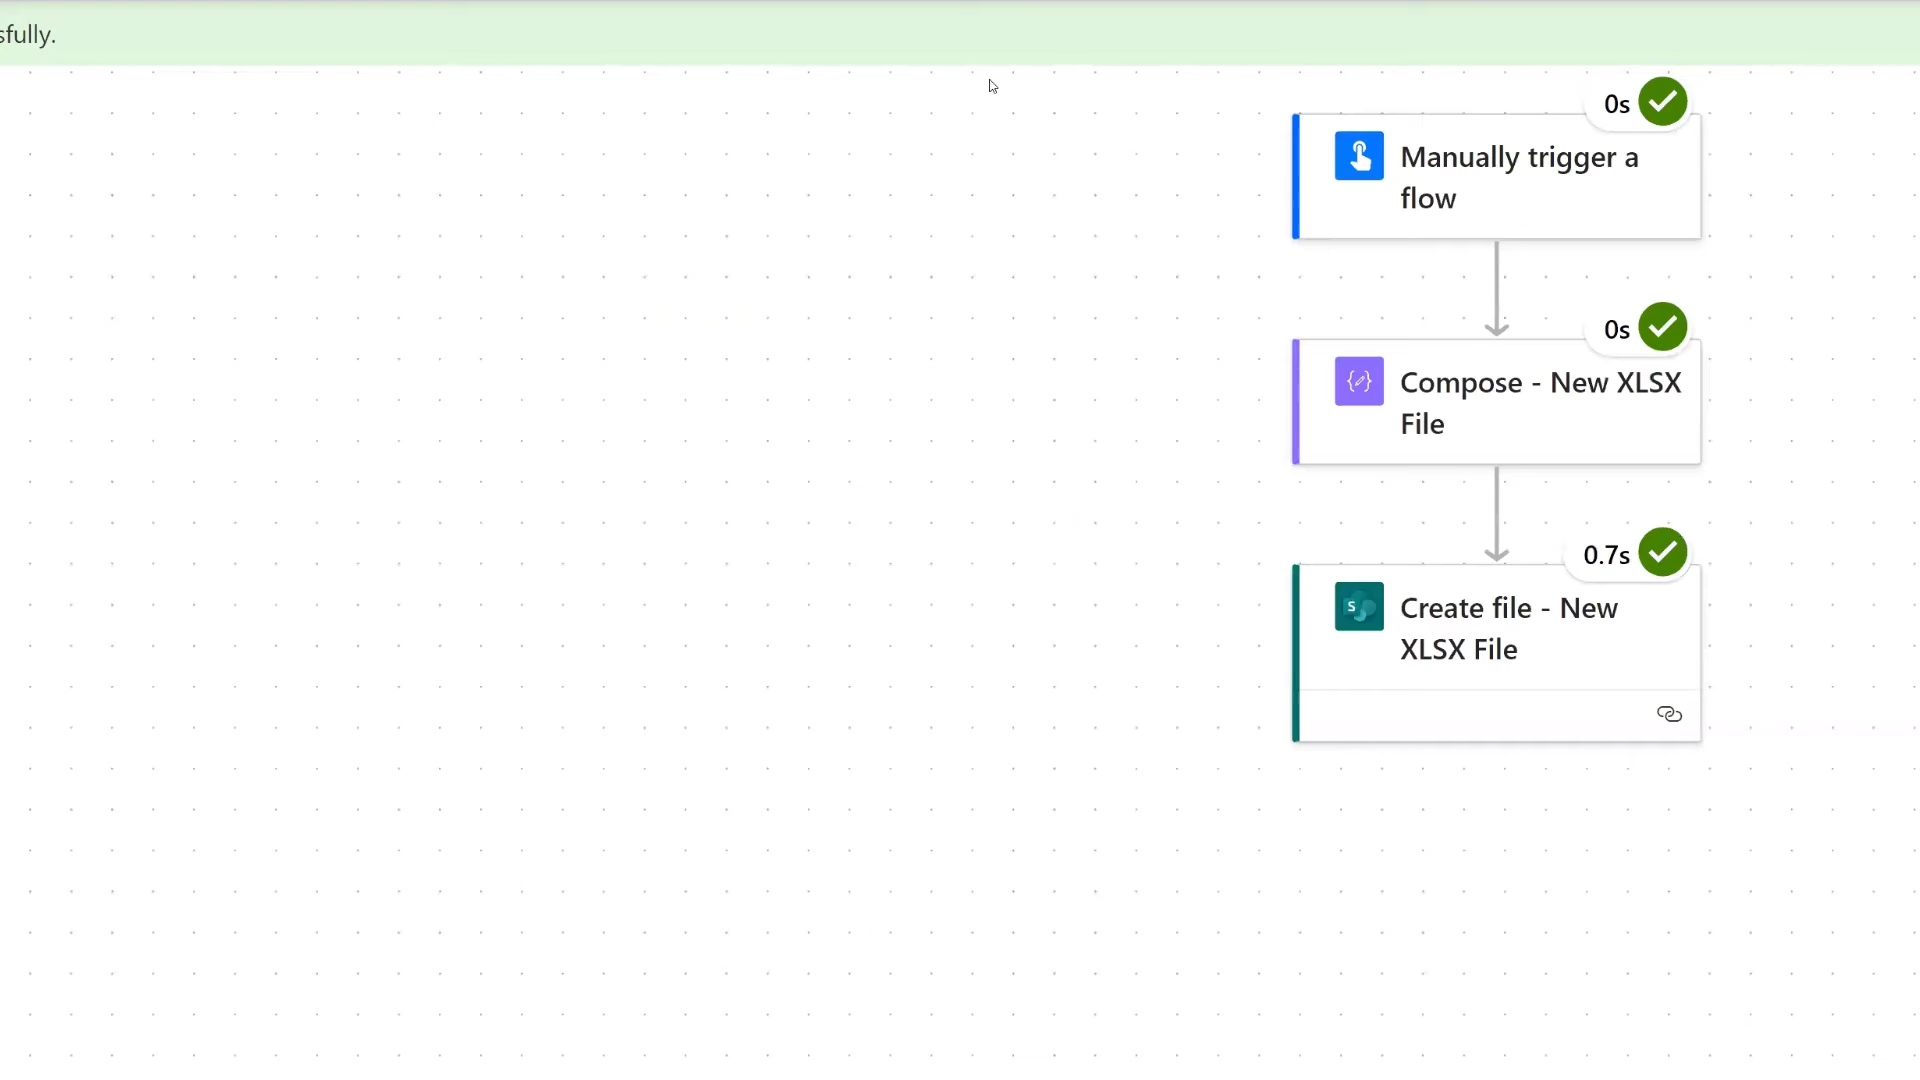 sfully.
0s
Manually trigger a
flow
0s
Compose - New XLSX
File
0.7s
Create file - New
XLSX File